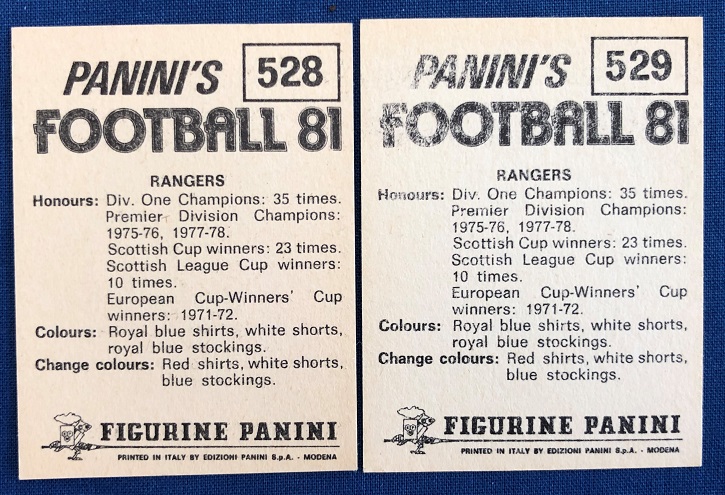 PANINI'S 528
FOOTBALL 81
RANGERS
Honours: Div. One Champions: 35 times.
Premier Division Champions:
1975-76, 1977-78.
Scottish Cup winners: 23 times.
Scottish League Cup winners:
10 times.
European Cup-Winners' Cup
winners: 1971-72.
Colours: Royal blue shirts, white shorts,
royal blue stockings.
Change colours: Red shirts, white shorts,
blue stockings.
FIGURINE PANINI
PRINTED IN ITALY BY EDIZIONI PANINI S.p.A. - MODENA
PANINI'S 529
FOOTBALL 81
RANGERS
Honours: Div. One Champions: 35 times.
Premier Division Champions:
1975-76, 1977-78.
Scottish Cup winners: 23 times.
Scottish League Cup winners:
10 times.
European Cup-Winners' Cup
winners: 1971-72.
Colours: Royal blue shirts, white shorts,
royal blue stockings.
Change colours: Red shirts, white shorts,
blue stockings.
FIGURINE PANINI
PRINTED IN ITALY BY EDIZIONI PANINI S.p.A. - MODENA